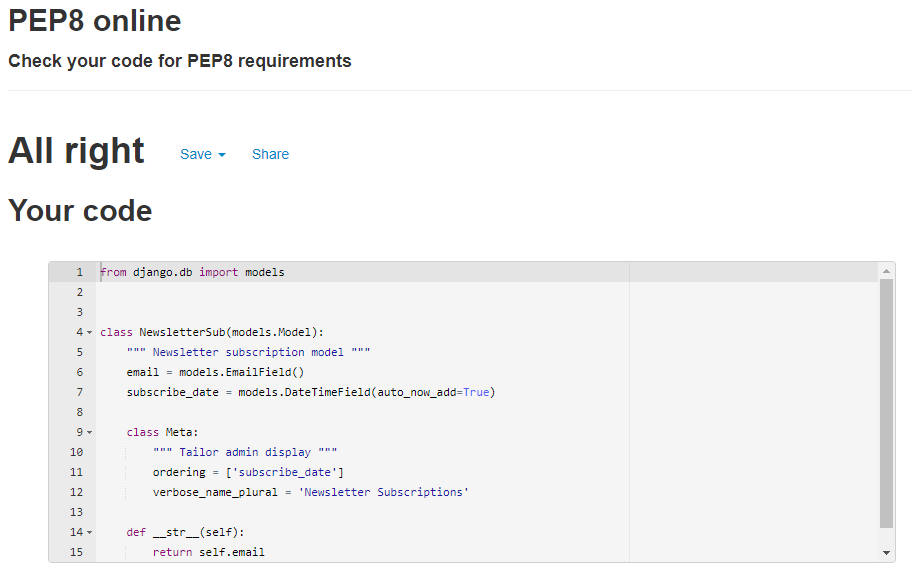 PEP8 online
Check your code for PEP8 requirements
All right Save Share
Your code
1 from django.db import models
2
3
4 class NewsletterSub(models.Model):
5     """ Newsletter subscription model """
6     email = models.EmailField()
7     subscribe_date = models.DateTimeField(auto_now_add=True)
8
9     class Meta:
10         """ Tailor admin display """
11         ordering = ['subscribe_date']
12         verbose_name_plural = 'Newsletter Subscriptions'
13
14     def __str__(self):
15         return self.email